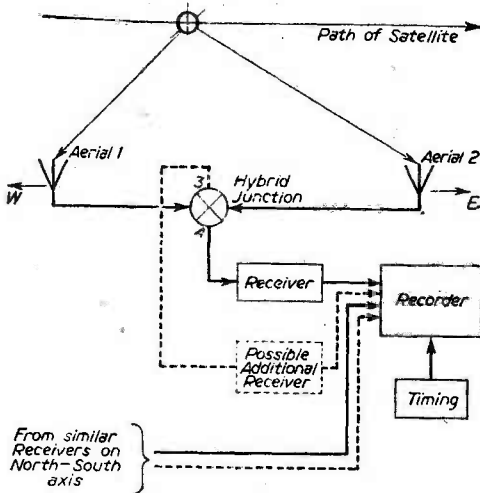 Path of Satellite
Aerial 1
Aerial 2
W
3
Hybrid
Junction
E
4
Receiver
Recorder
Possible
Additional
Receiver
Timing
From similar
Receivers on
North-South
axis